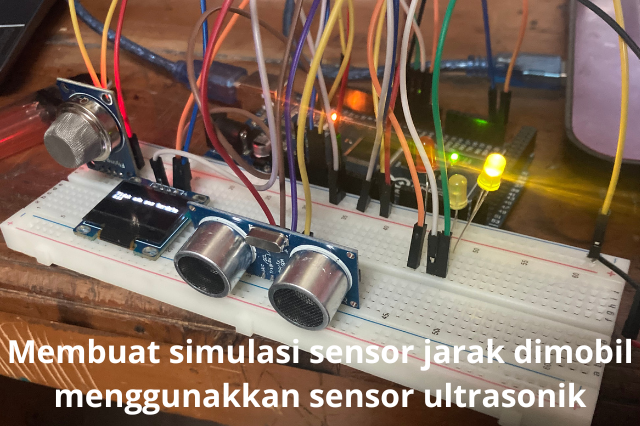 Membuat simulasi sensor jarak dimobil
menggunakkan sensor ultrasonik